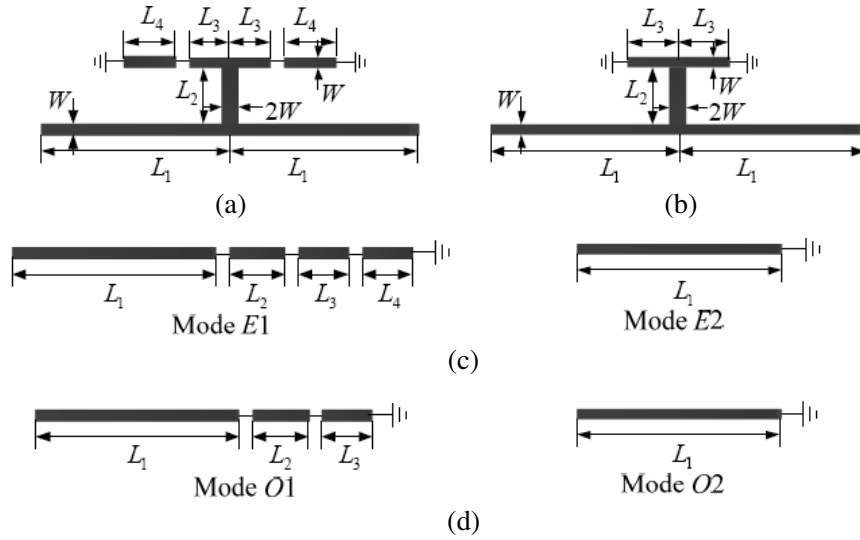 L₄ L₃ L₃ L₄
L₂ W
W 2W
L₁ L₁
(a)
L₃ L₃
L₂ W
W 2W
L₁ L₁
(b)
L₁ L₂ L₃ L₄
Mode E1
L₁
Mode E2
(c)
L₁ L₂ L₃
Mode O1
L₁
Mode O2
(d)